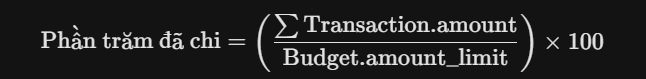 Phần trăm đã chi = (∑ Transaction.amount / Budget.amount_limit) × 100